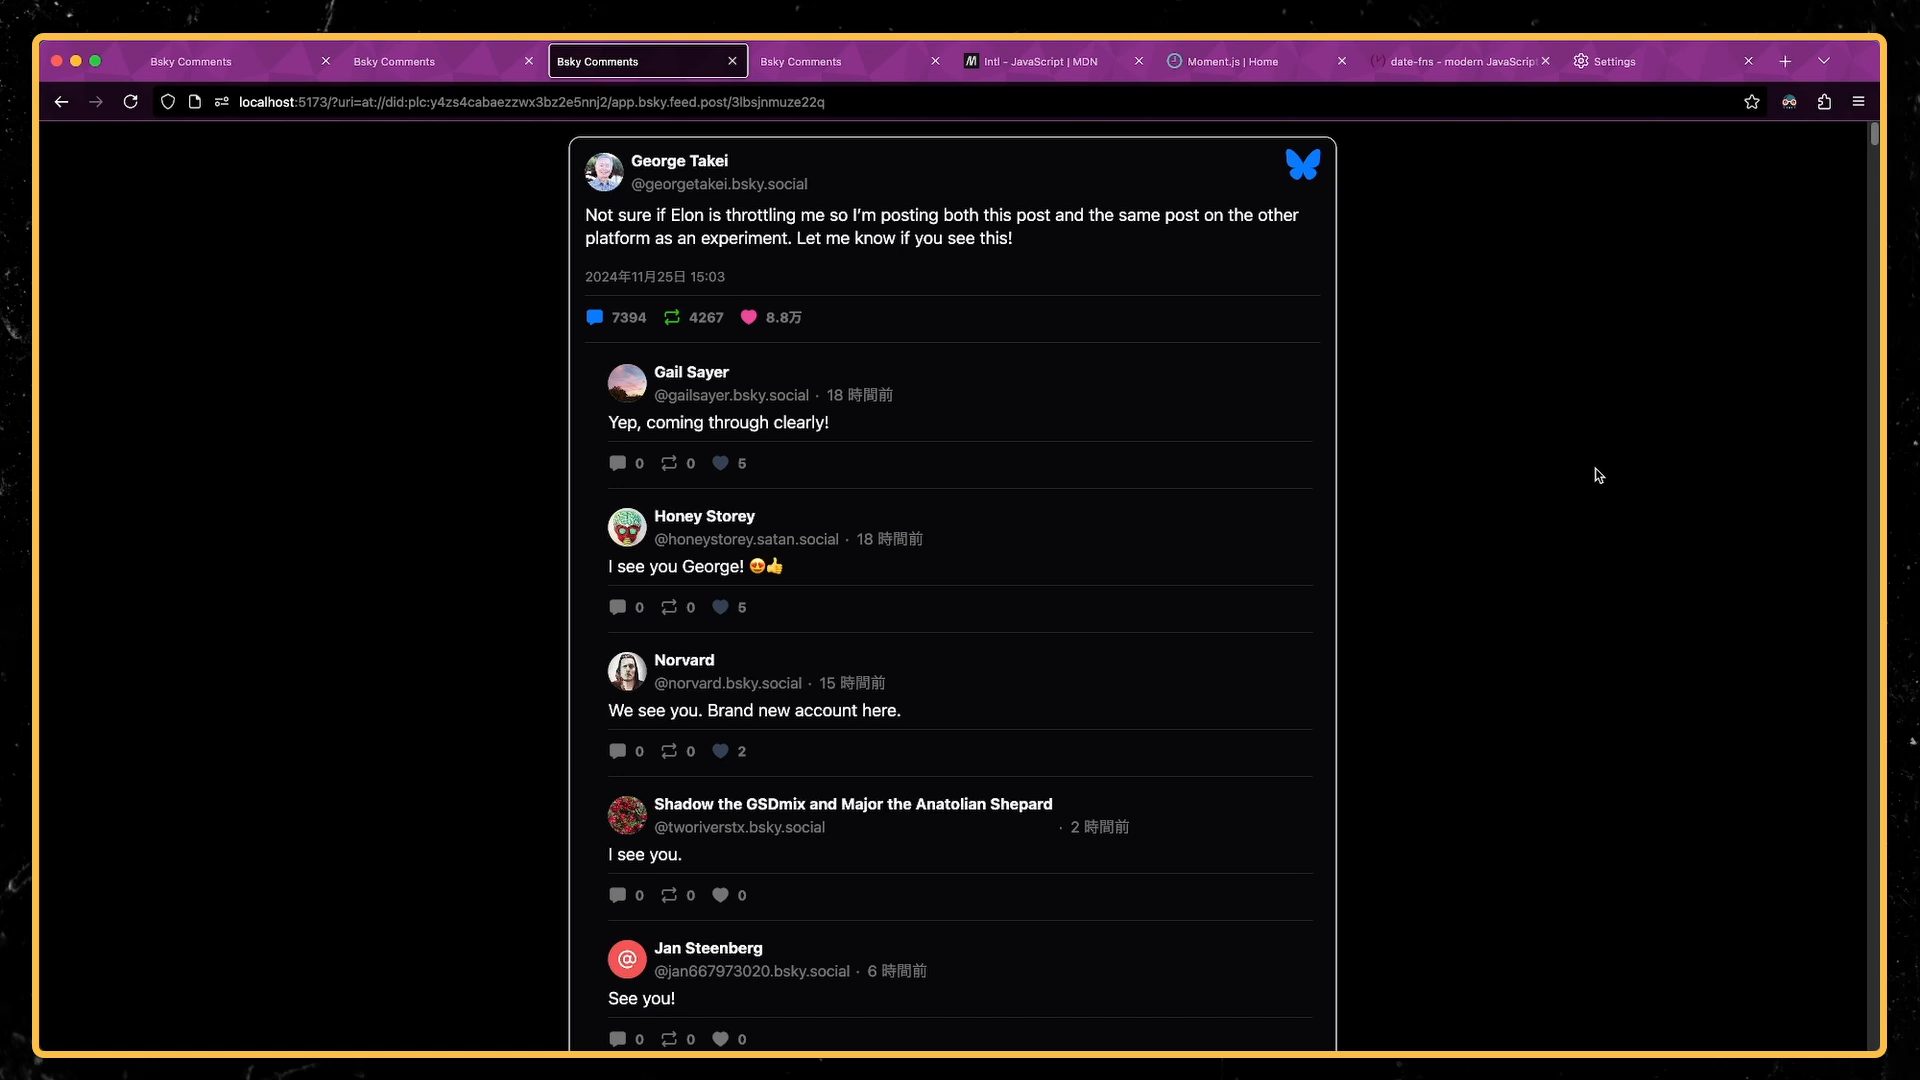 Bsky Comments
Bsky Comments
Bsky Comments
Bsky Comments
Intl - JavaScript | MDN
Moment.js | Home
date-fns - modern JavaScript
Settings
localhost:5173/?uri=at://did:plc:y4zs4cabaezzwx3bz2e5nnj2/app.bsky.feed.post/3lbsjnmuze22q
George Takei
@georgetakei.bsky.social
Not sure if Elon is throttling me so I’m posting both this post and the same post on the other
platform as an experiment. Let me know if you see this!
2024年11月25日 15:03
7394 4267 8.8万
Gail Sayer
@gailsayer.bsky.social · 18 時間前
Yep, coming through clearly!
0 0 5
Honey Storey
@honeystorey.satan.social · 18 時間前
I see you George! 😍👍
0 0 5
Norvard
@norvard.bsky.social · 15 時間前
We see you. Brand new account here.
0 0 2
Shadow the GSDmix and Major the Anatolian Shepard
@tworiverstx.bsky.social · 2 時間前
I see you.
0 0 0
Jan Steenberg
@jan667973020.bsky.social · 6 時間前
See you!
0 0 0